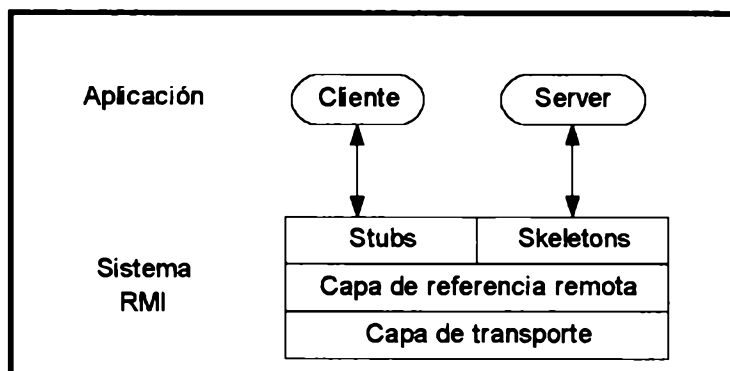 Aplicación
Cliente
Server
Stubs
Skeletons
Sistema
RMI
Capa de referencia remota
Capa de transporte